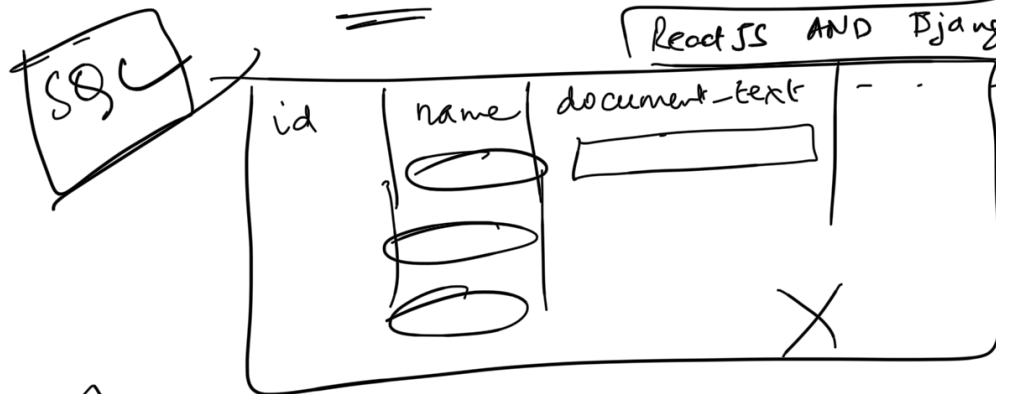 ReactJS AND Djang
SQL
id name document_text - . -